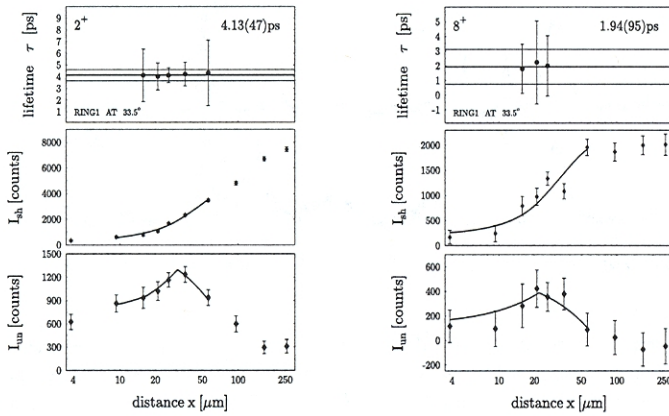 2+ 4.13(47)ps
lifetime τ [ps]
9
8
7
6
5
4
3
2
1
RING1 AT 33.5°
I_sh [counts]
8000
6000
4000
2000
0
I_un [counts]
1500
1200
900
600
300
0
4 10 20 50 100 250
distance x [μm]
8+ 1.94(95)ps
lifetime τ [ps]
6
5
4
3
2
1
0
-1
RING1 AT 33.5°
I_sh [counts]
2000
1500
1000
500
0
I_un [counts]
600
400
200
0
-200
4 10 20 50 100 250
distance x [μm]